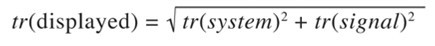 tr(displayed) = √tr(system)² + tr(signal)²